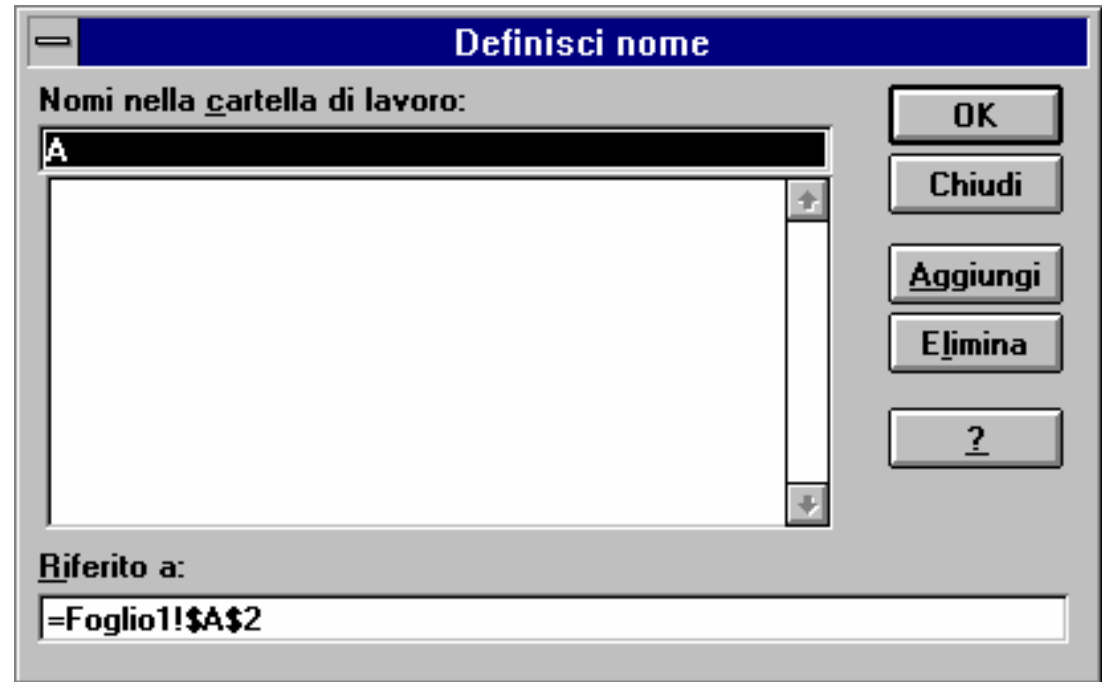 Definisci nome
Nomi nella cartella di lavoro:
A
OK
Chiudi
Aggiungi
Elimina
?
Riferito a:
=Foglio1!$A$2